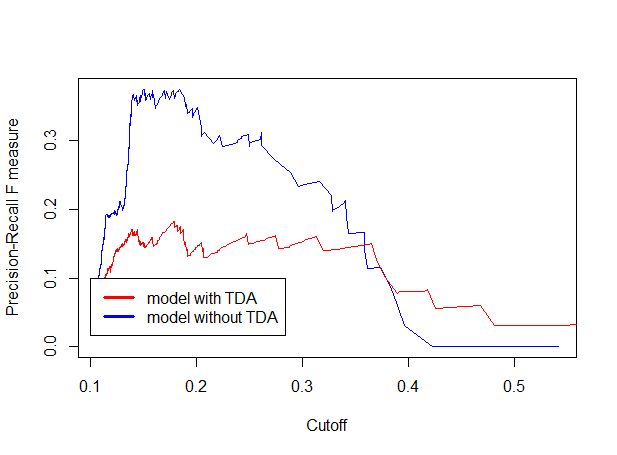 Precision-Recall F measure
0.3
0.2
0.1
0.0
model with TDA
model without TDA
0.1 0.2 0.3 0.4 0.5
Cutoff